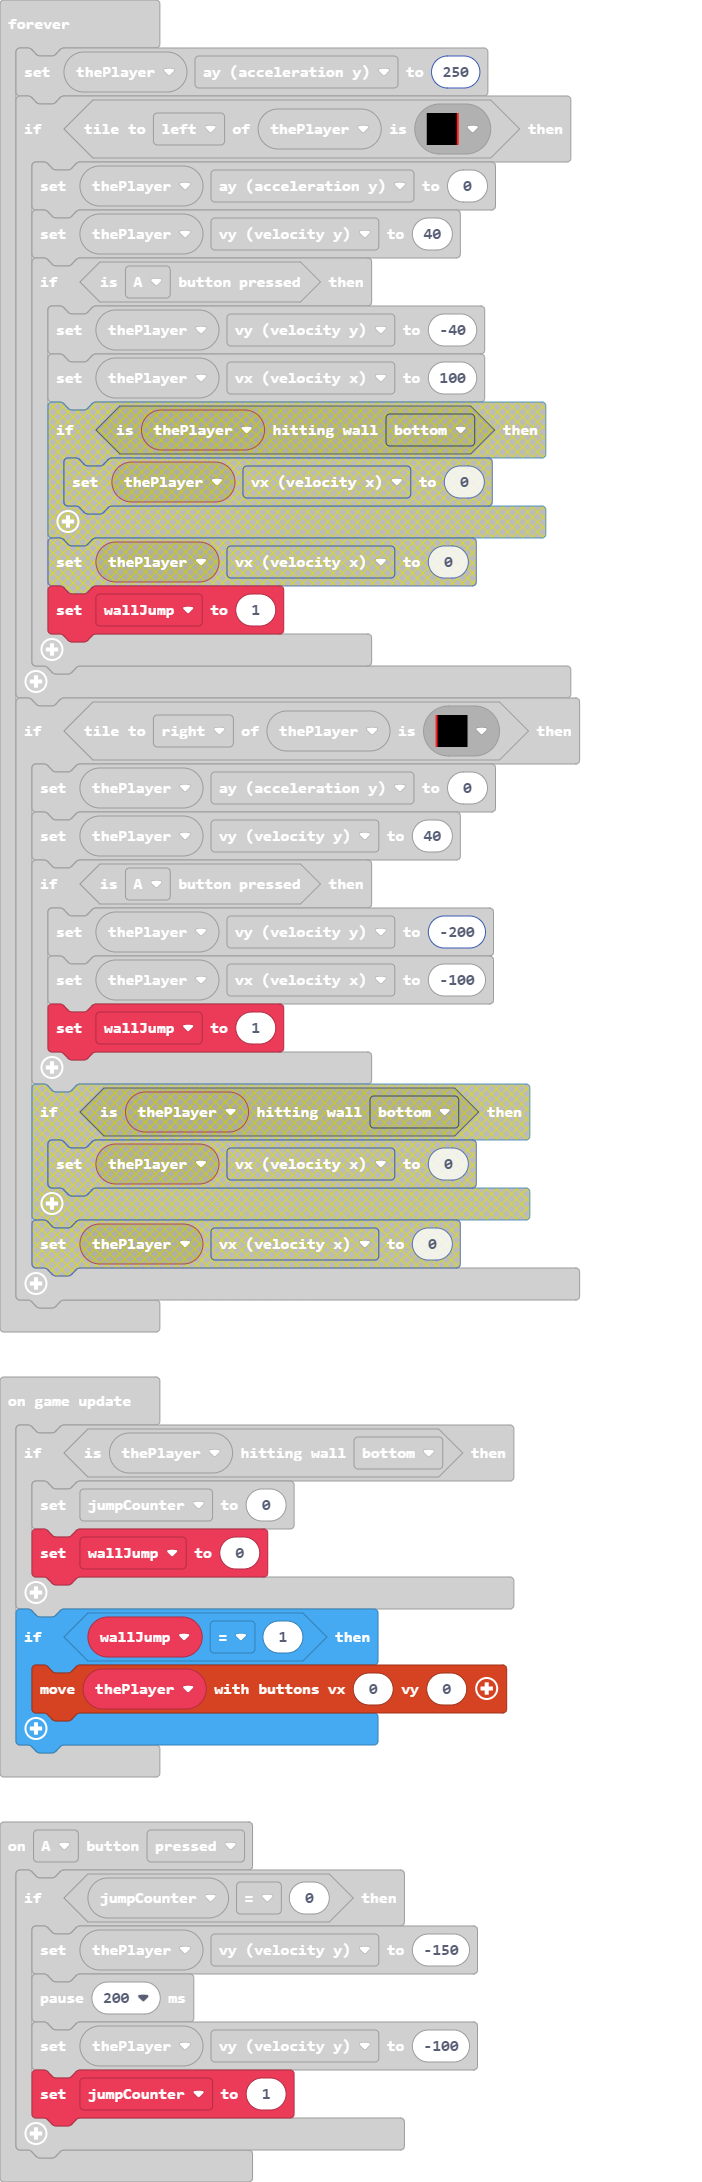 forever
set thePlayer ay (acceleration y) to 250
if tile to left of thePlayer is then
set thePlayer ay (acceleration y) to 0
set thePlayer vy (velocity y) to 40
if is A button pressed then
set thePlayer vy (velocity y) to -40
set thePlayer vx (velocity x) to 100
if is thePlayer hitting wall bottom then
set thePlayer vx (velocity x) to 0
set thePlayer vx (velocity x) to 0
set wallJump to 1
if tile to right of thePlayer is then
set thePlayer ay (acceleration y) to 0
set thePlayer vy (velocity y) to 40
if is A button pressed then
set thePlayer vy (velocity y) to -200
set thePlayer vx (velocity x) to -100
set wallJump to 1
if is thePlayer hitting wall bottom then
set thePlayer vx (velocity x) to 0
set thePlayer vx (velocity x) to 0
on game update
if is thePlayer hitting wall bottom then
set jumpCounter to 0
set wallJump to 0
if wallJump = 1 then
move thePlayer with buttons vx 0 vy 0
on A button pressed
if jumpCounter = 0 then
set thePlayer vy (velocity y) to -150
pause 200 ms
set thePlayer vy (velocity y) to -100
set jumpCounter to 1